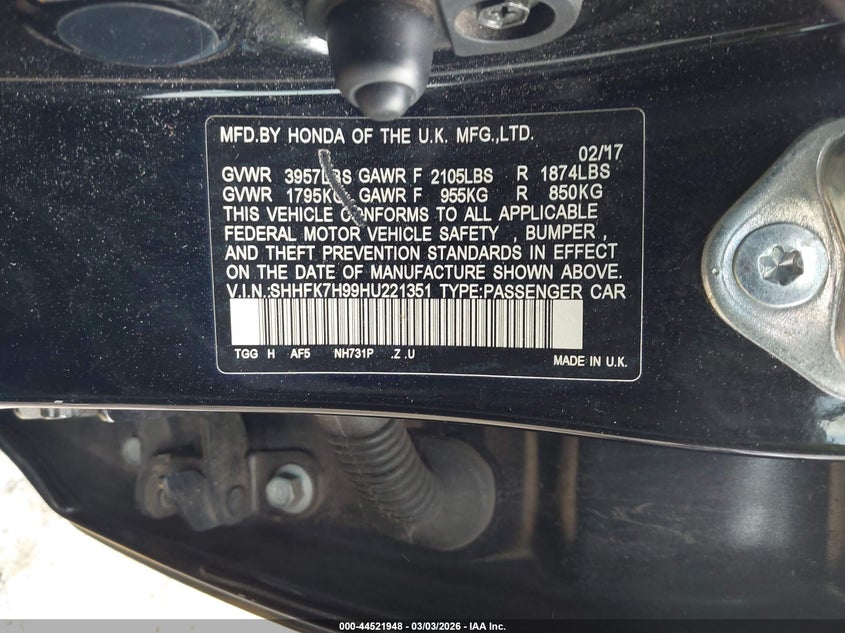 MFD.BY HONDA OF THE U.K. MFG.,LTD.
02/17
GVWR 3957LBS GAWR F 2105LBS R 1874LBS
GVWR 1795KG GAWR F 955KG R 850KG
THIS VEHICLE CONFORMS TO ALL APPLICABLE
FEDERAL MOTOR VEHICLE SAFETY , BUMPER ,
AND THEFT PREVENTION STANDARDS IN EFFECT
ON THE DATE OF MANUFACTURE SHOWN ABOVE.
V.I.N.:SHHFK7H99HU221351 TYPE:PASSENGER CAR
TGG H AF5 NH731P .Z .U
MADE IN U.K.
000-44521948 - 03/03/2026 - IAA Inc.